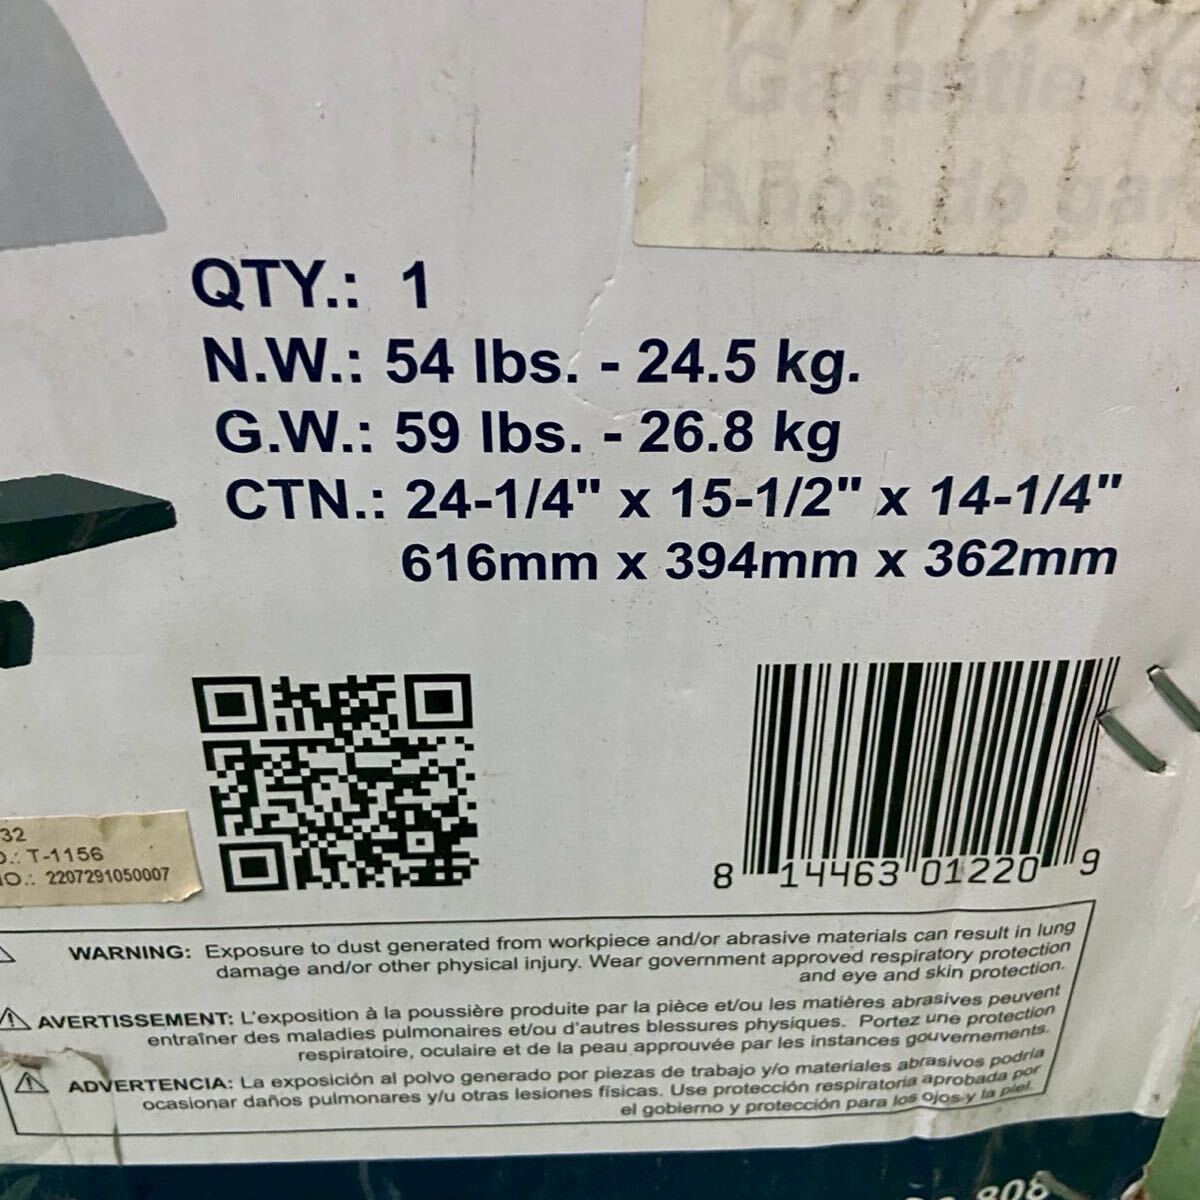 Garantie
Años de gar
QTY.: 1
N.W.: 54 lbs. - 24.5 kg.
G.W.: 59 lbs. - 26.8 kg
CTN.: 24-1/4" x 15-1/2" x 14-1/4"
616mm x 394mm x 362mm
32
O.: T-1156
NO.: 2207291050007
8 14463 01220 9
WARNING: Exposure to dust generated from workpiece and/or abrasive materials can result in lung
damage and/or other physical injury. Wear government approved respiratory protection
and eye and skin protection.
AVERTISSEMENT: L'exposition à la poussière produite par la pièce et/ou les matières abrasives peuvent
entraîner des maladies pulmonaires et/ou d'autres blessures physiques. Portez une protection
respiratoire, oculaire et de la peau approuvée par les instances gouvernements.
ADVERTENCIA: La exposición al polvo generado por piezas de trabajo y/o materiales abrasivos podría
ocasionar daños pulmonares y/u otras lesiones físicas. Use protección respiratoria aprobada por
el gobierno y protección para los ojos y la piel.